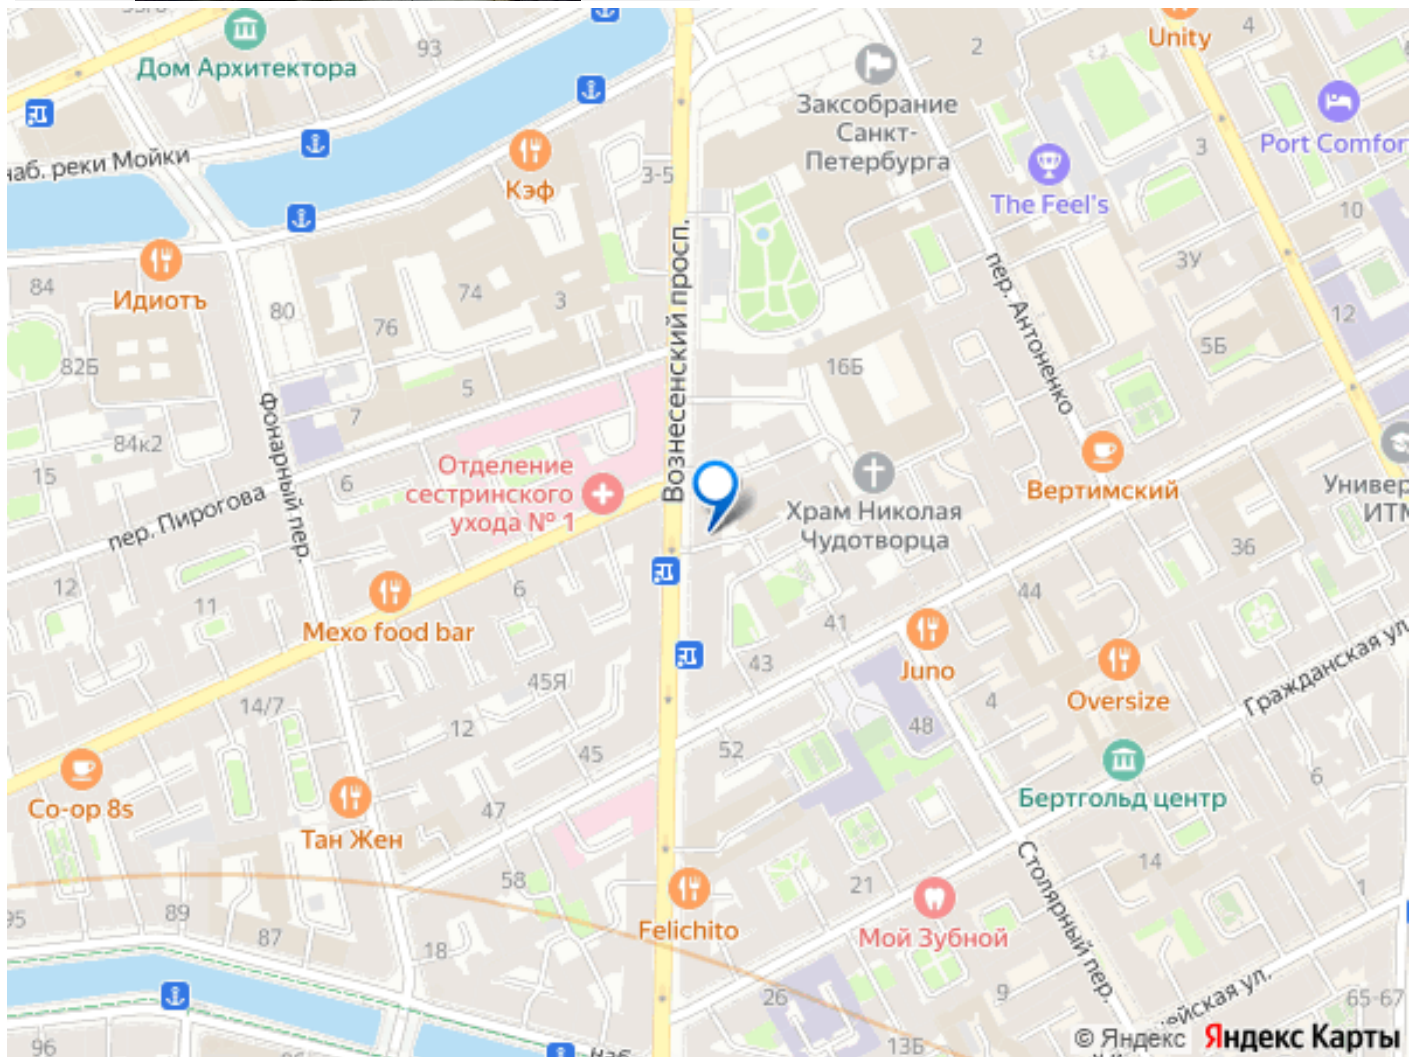 93
Дом Архитектора
2
4
Unity
Заксобрание
Санкт-
Петербурга
3
Port Comfor
наб. реки Мойки
Кэф
3-5
The Feel's
10
84
Идиотъ
80
74
3
76
3У
12
пер. Антоненко
Вознесенский просп.
82Б
5
7
16Б
5Б
84к2
фонарный пер.
15
пер. Пирогова
6
Отделение
сестринского
ухода № 1
Храм Николая
Чудотворца
Вертимский
Универ
ИТМ
12
11
6
36
44
Mexo food bar
41
43
Juno
45Я
4
Oversize
Гражданская ул.
14/7
12
48
45
52
Бертгольд центр
6
Co-op 8s
47
Тан Жен
14
58
21
1
95
89
87
18
Felichito
Мой Зубной
Столярный пер.
26
9
65-67
96
наб.
13Б
© Яндекс Яндекс Карты